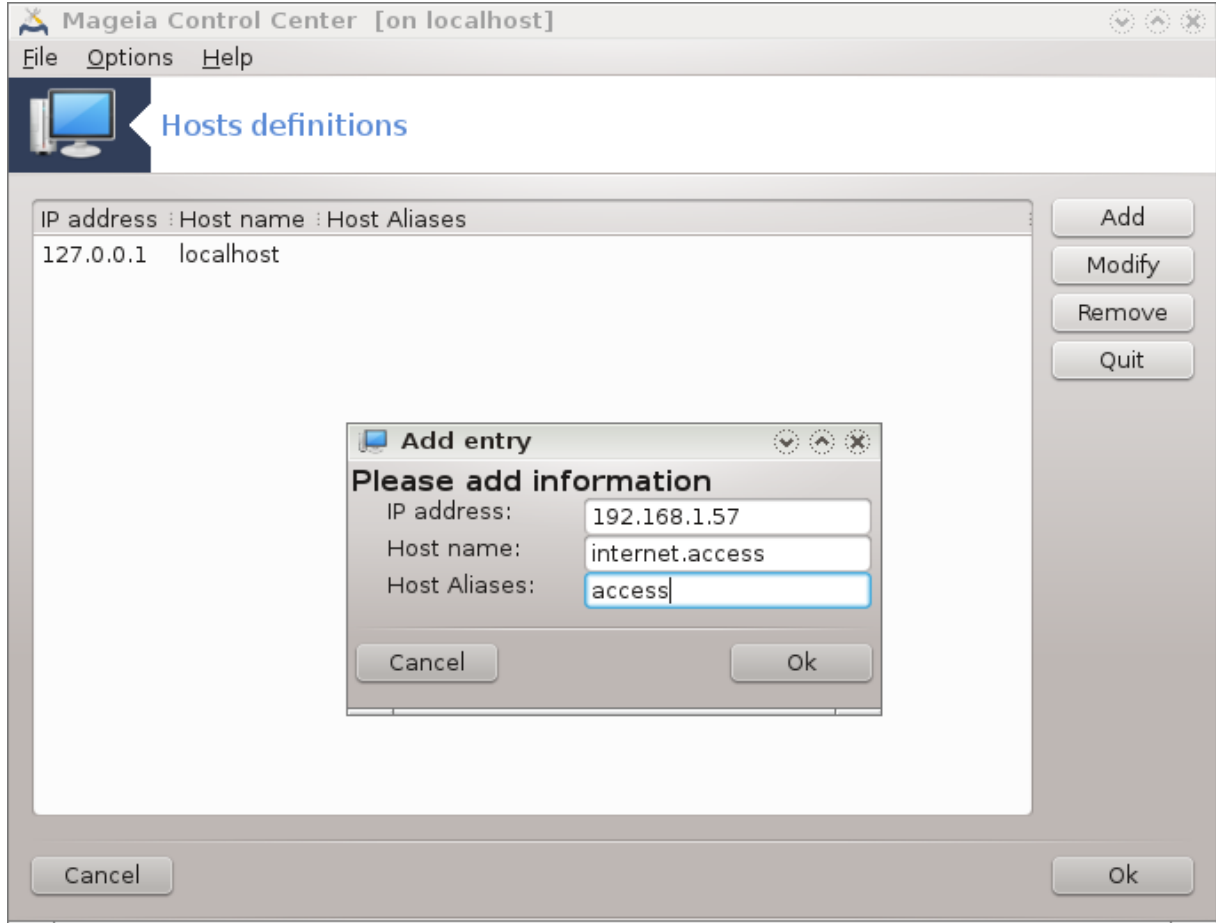 Mageia Control Center [on localhost]
File Options Help
Hosts definitions
IP address Host name Host Aliases
127.0.0.1 localhost
Add
Modify
Remove
Quit
Add entry
Please add information
IP address: 192.168.1.57
Host name: internet.access
Host Aliases: access
Cancel Ok
Cancel Ok